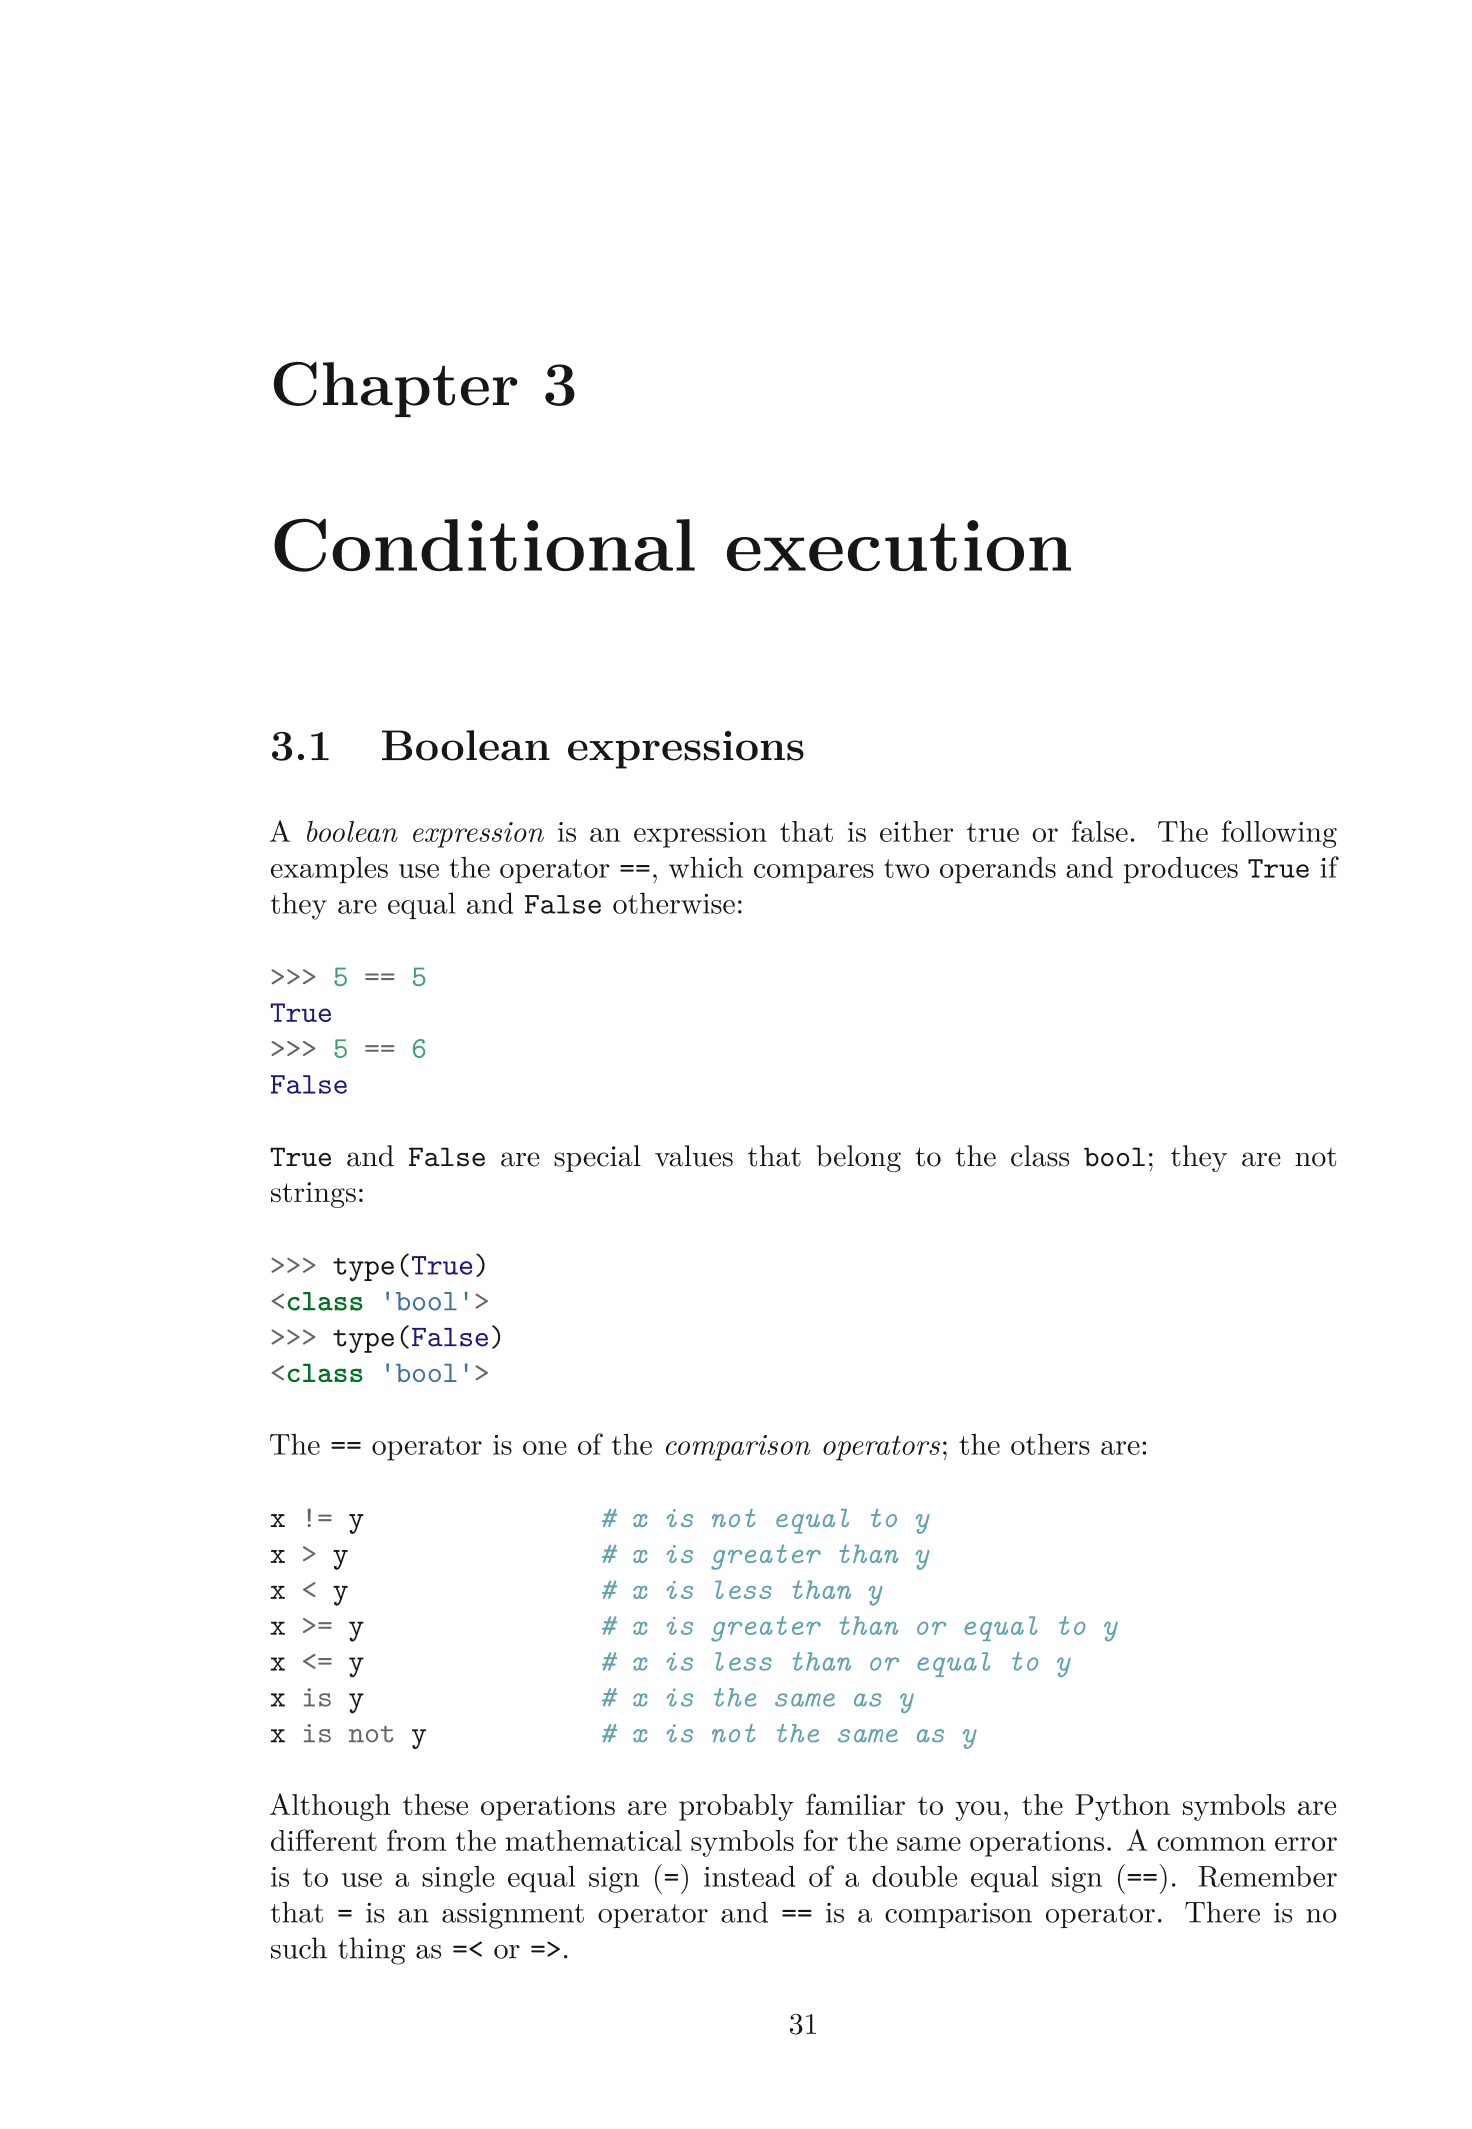 Chapter 3
Conditional execution
3.1 Boolean expressions
A boolean expression is an expression that is either true or false. The following
examples use the operator ==, which compares two operands and produces True if
they are equal and False otherwise:
>>> 5 == 5
True
>>> 5 == 6
False
True and False are special values that belong to the class bool; they are not
strings:
>>> type(True)
<class 'bool'>
>>> type(False)
<class 'bool'>
The == operator is one of the comparison operators; the others are:
x != y # x is not equal to y
x > y # x is greater than y
x < y # x is less than y
x >= y # x is greater than or equal to y
x <= y # x is less than or equal to y
x is y # x is the same as y
x is not y # x is not the same as y
Although these operations are probably familiar to you, the Python symbols are
different from the mathematical symbols for the same operations. A common error
is to use a single equal sign (=) instead of a double equal sign (==). Remember
that = is an assignment operator and == is a comparison operator. There is no
such thing as =< or =>.
31